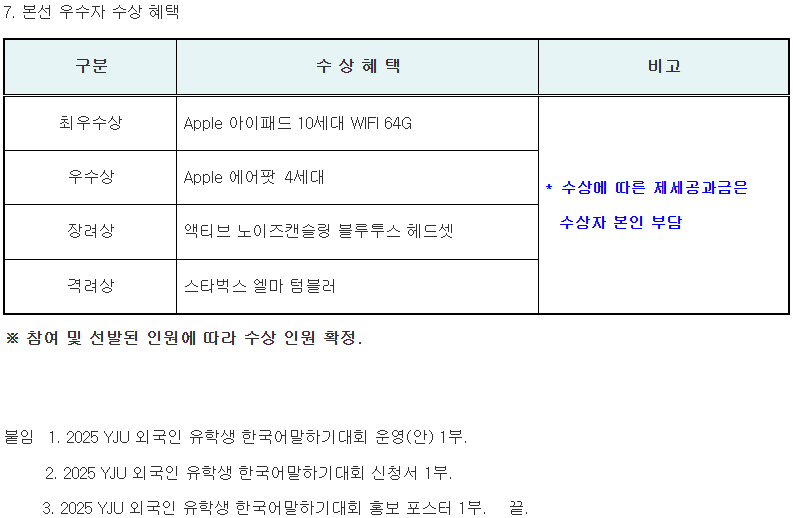 7. 본선 우수자 수상 혜택
구분 수 상 혜 택 비고
최우수상 Apple 아이패드 10세대 WIFI 64G
우수상 Apple 에어팟 4세대
* 수상에 따른 제세공과금은
수상자 본인 부담
장려상 액티브 노이즈캔슬링 블루투스 헤드셋
격려상 스타벅스 엘마 텀블러
※ 참여 및 선발된 인원에 따라 수상 인원 확정.
붙임 1. 2025 YJU 외국인 유학생 한국어말하기대회 운영(안) 1부.
2. 2025 YJU 외국인 유학생 한국어말하기대회 신청서 1부.
3. 2025 YJU 외국인 유학생 한국어말하기대회 홍보 포스터 1부. 끝.